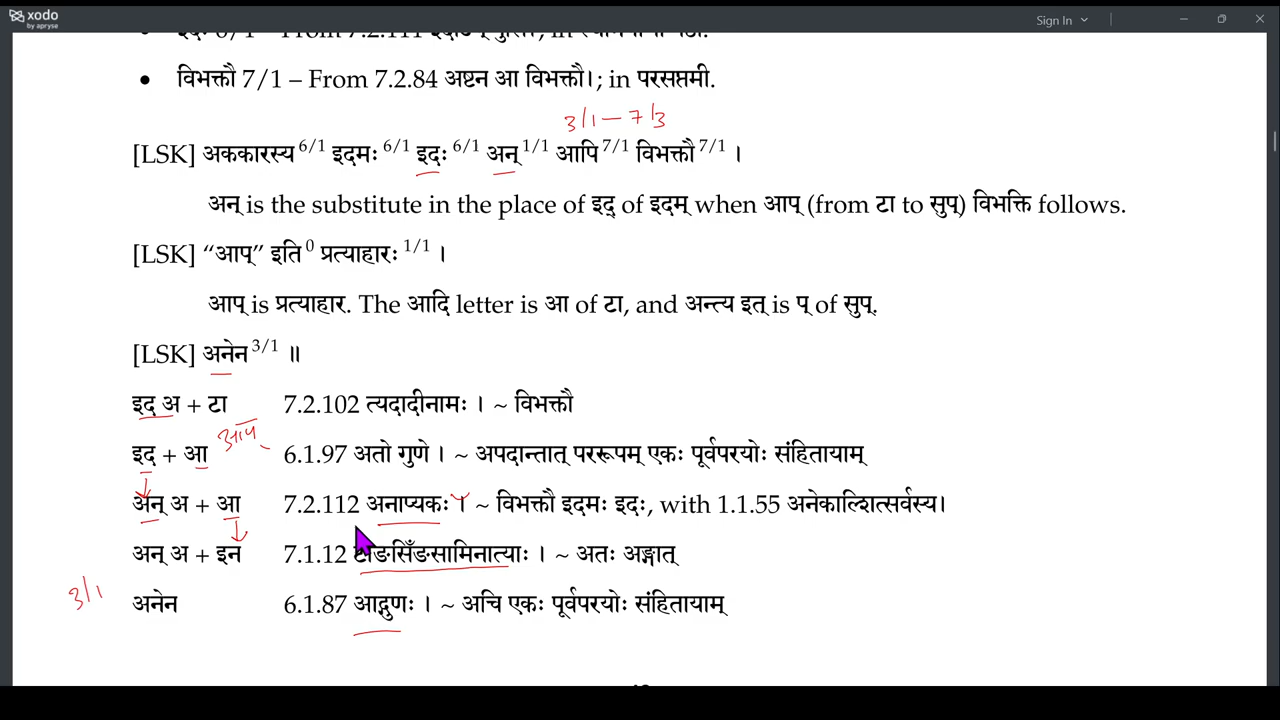 xodo
by apryse
Sign In
• विभक्तौ 7/1 – From 7.2.84 अष्टन आ विभक्तौ।; in परसप्तमी.
3/1 – 7/3
[LSK] अककारस्य 6/1 इदमः 6/1 इदः 6/1 अन् 1/1 आपि 7/1 विभक्तौ 7/1 ।
अन् is the substitute in the place of इद् of इदम् when आप् (from टा to सुप्) विभक्ति follows.
[LSK] “आप्” इति 0 प्रत्याहारः 1/1 ।
आप् is प्रत्याहार. The आदि letter is आ of टा, and अन्त्य इत् is प् of सुप्.
[LSK] अनेन 3/1 ॥
इद अ + टा 7.2.102 त्यदादीनामः । ~ विभक्तौ
आप्
इद + आ 6.1.97 अतो गुणे । ~ अपदान्तात् पररूपम् एकः पूर्वपरयोः संहितायाम्
अन् अ + आ 7.2.112 अनाप्यकः । ~ विभक्तौ इदमः इदः, with 1.1.55 अनेकाल्शित्सर्वस्य।
अन् अ + इन 7.1.12 टाङसिँङसामिनात्स्याः । ~ अतः अङ्गात्
3/1
अनेन 6.1.87 आद्गुणः । ~ अचि एकः पूर्वपरयोः संहितायाम्